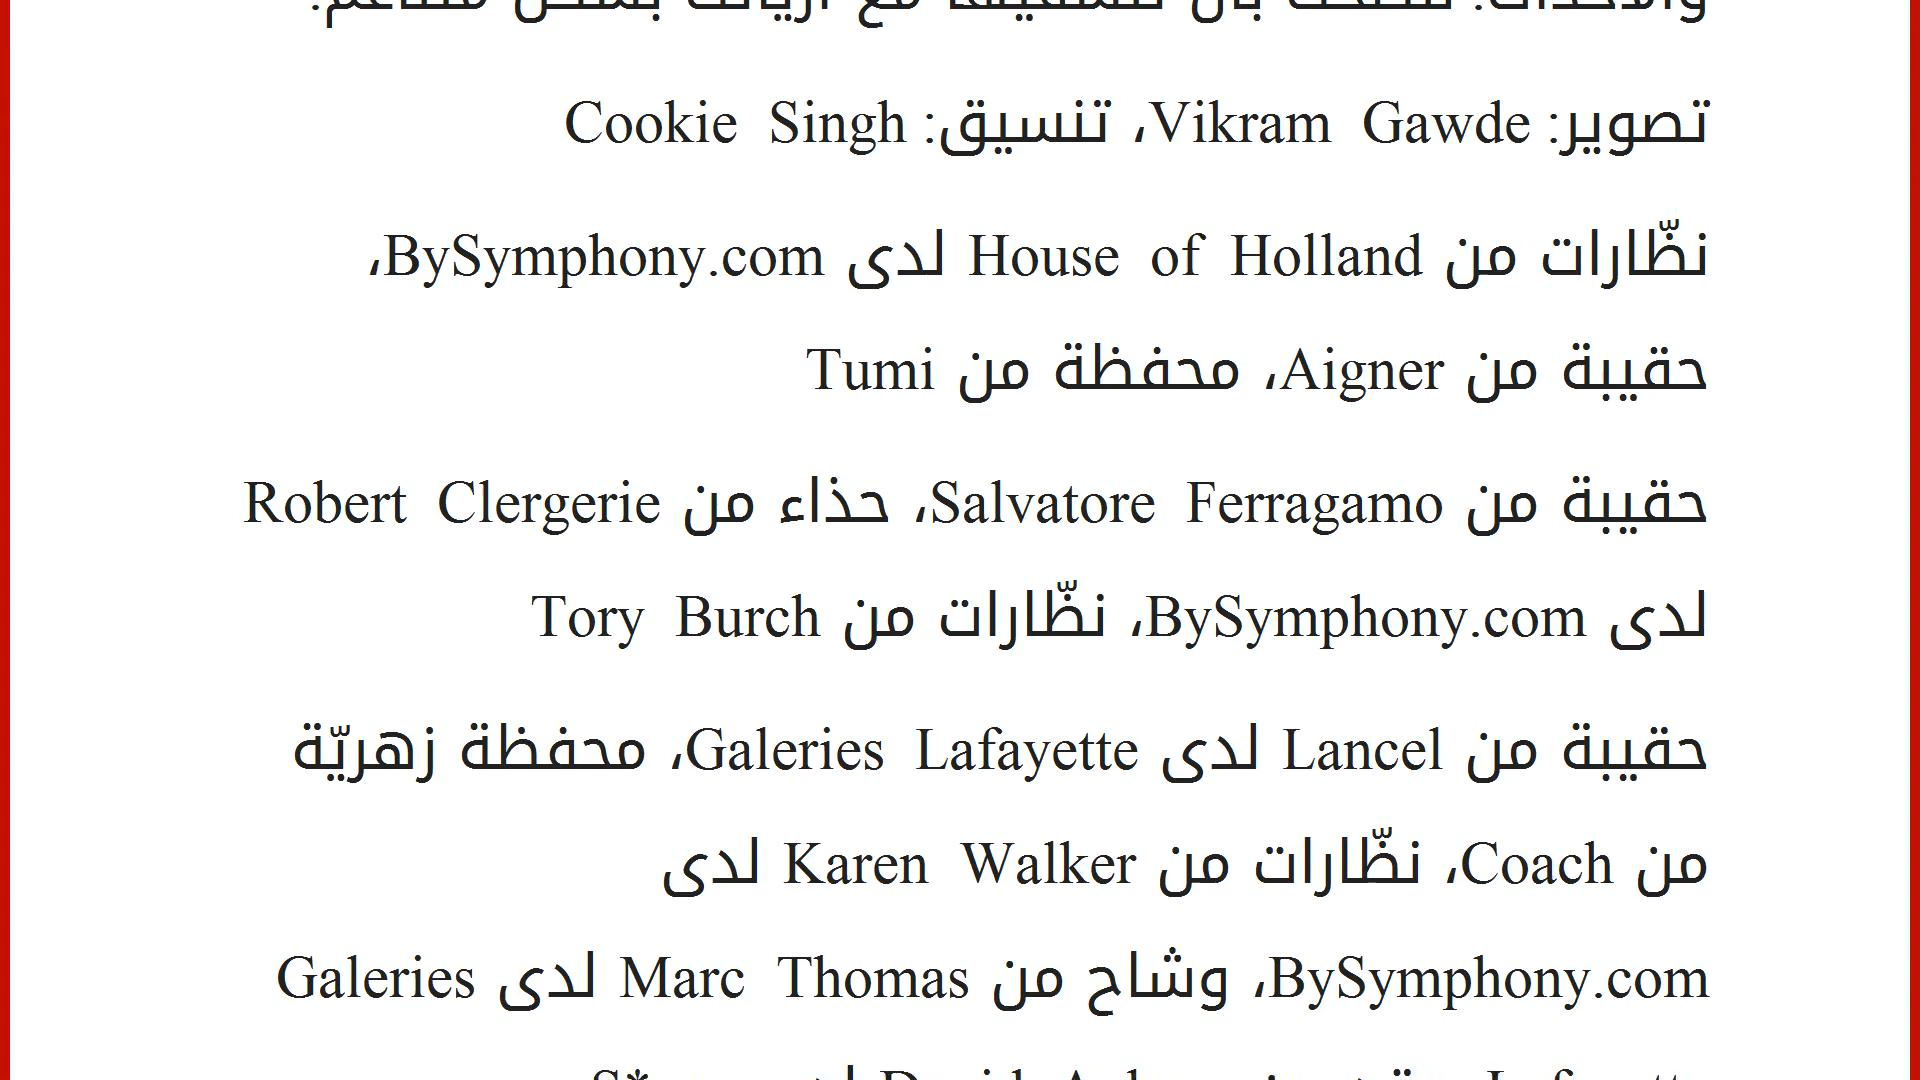 تصوير: Vikram Gawde، تنسيق: Cookie Singh
نظّارات من House of Holland لدى BySymphony.com،
حقيبة من Aigner، محفظة من Tumi
حقيبة من Salvatore Ferragamo، حذاء من Robert Clergerie
لدى BySymphony.com، نظّارات من Tory Burch
حقيبة من Lancel لدى Galeries Lafayette، محفظة زهريّة
من Coach، نظّارات من Karen Walker لدى
BySymphony.com، وشاح من Marc Thomas لدى Galeries